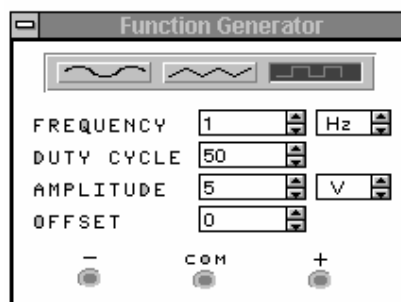 Function Generator
FREQUENCY 1 Hz
DUTY CYCLE 50
AMPLITUDE 5 V
OFFSET 0
− COM +